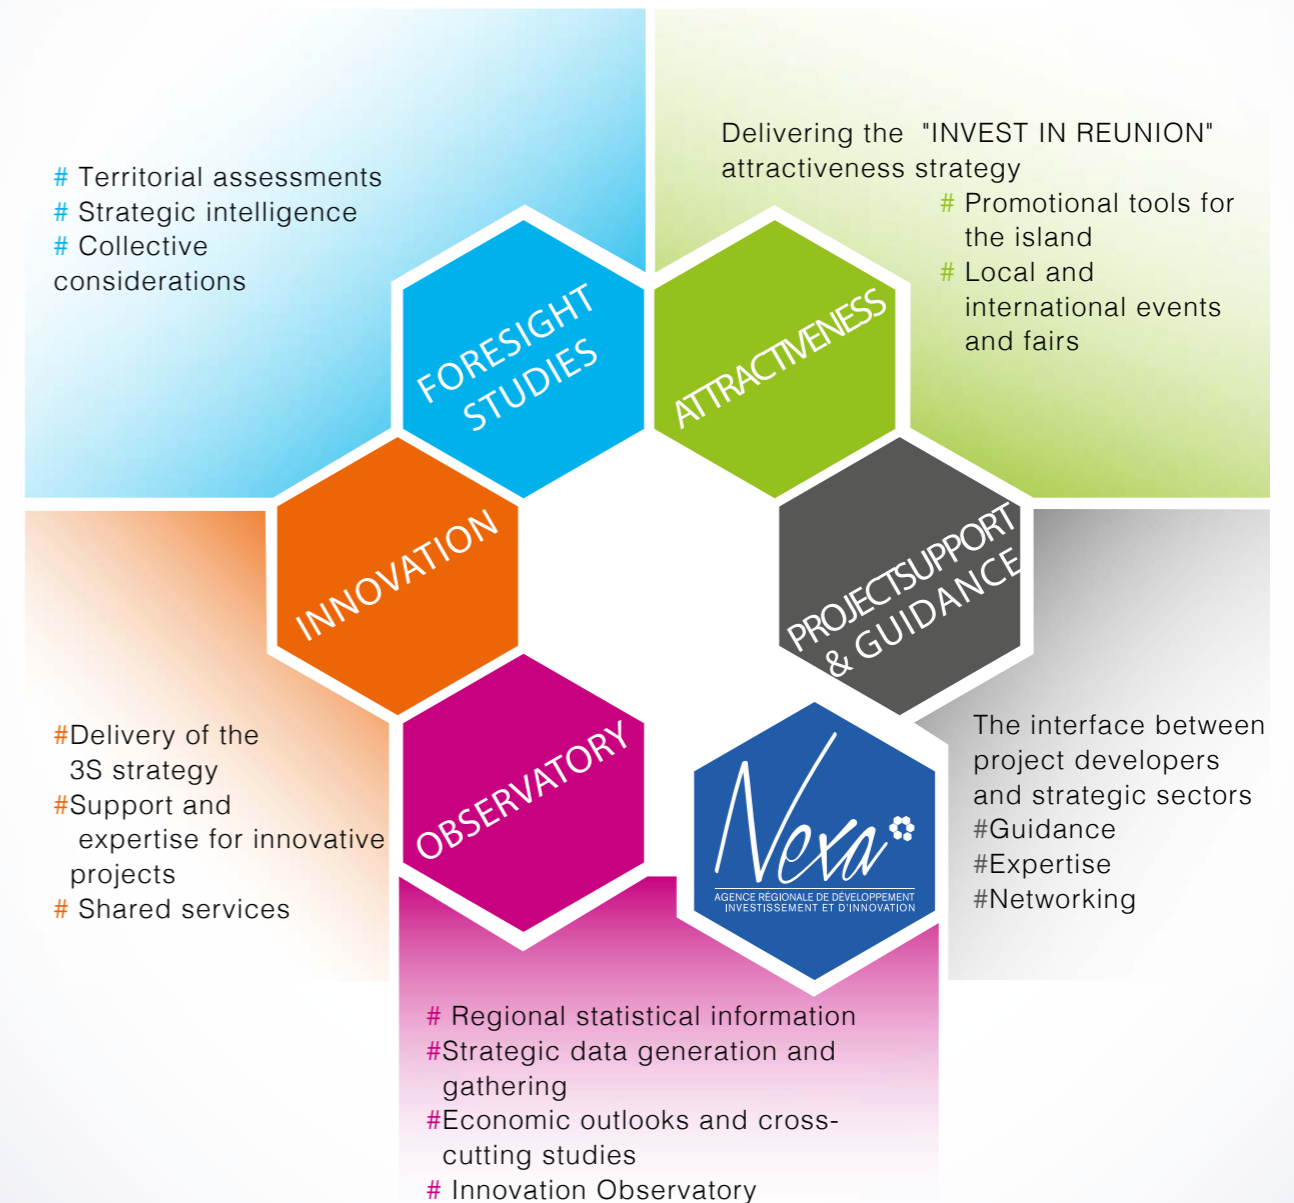 # Territorial assessments
# Strategic intelligence
# Collective
considerations
Delivering the "INVEST IN REUNION"
attractiveness strategy
# Promotional tools for
the island
# Local and
international events
and fairs
FORESIGHT
STUDIES
ATTRACTIVENESS
INNOVATION
PROJECTSUPPORT
& GUIDANCE
OBSERVATORY
Nexa
AGENCE RÉGIONALE DE DÉVELOPPEMENT
INVESTISSEMENT ET D'INNOVATION
#Delivery of the
3S strategy
#Support and
expertise for innovative
projects
# Shared services
The interface between
project developers
and strategic sectors
#Guidance
#Expertise
#Networking
# Regional statistical information
#Strategic data generation and
gathering
#Economic outlooks and cross-
cutting studies
# Innovation Observatory